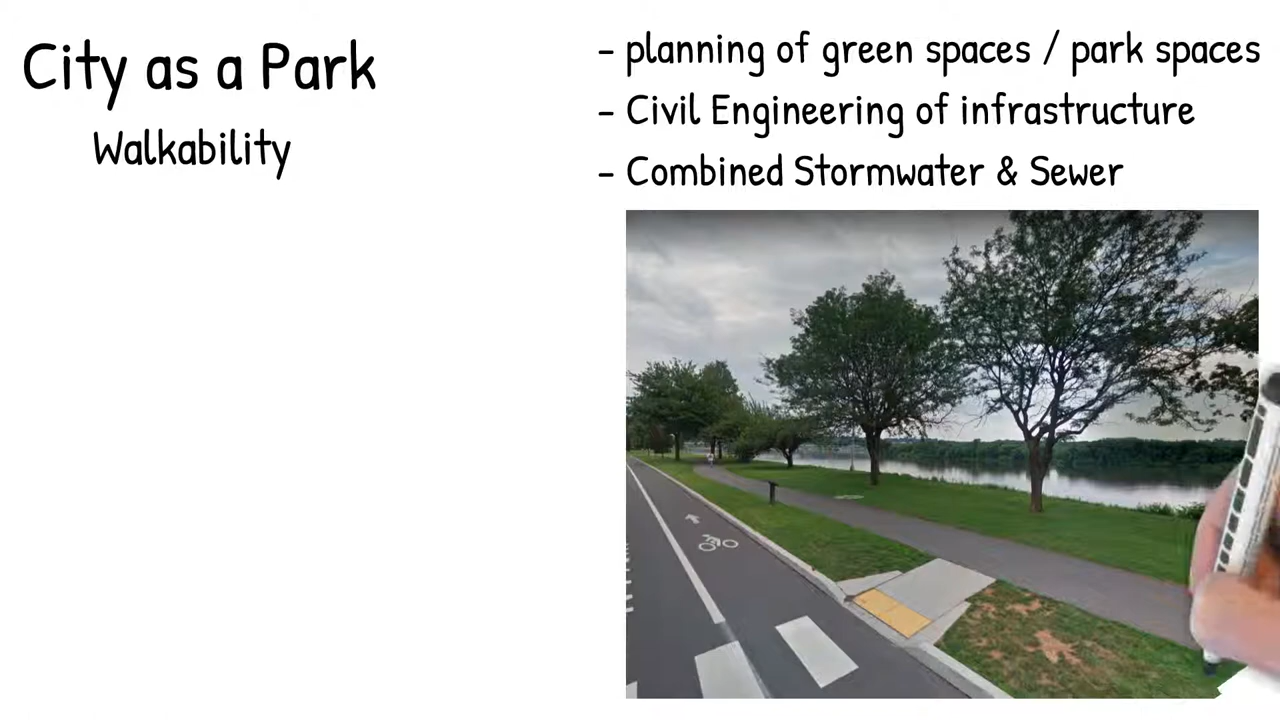 City as a Park
Walkability
- planning of green spaces / park spaces
- Civil Engineering of infrastructure
- Combined Stormwater & Sewer